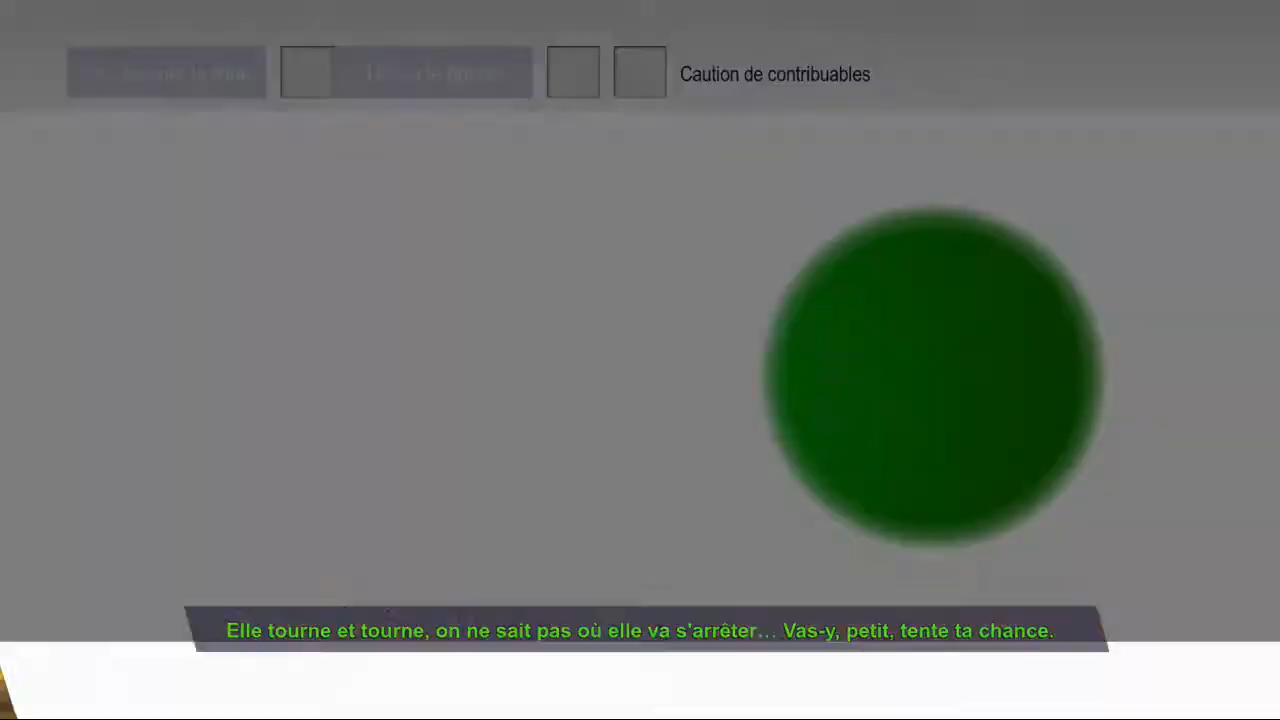 Caution de contribuables
Elle tourne et tourne, on ne sait pas où elle va s'arrêter… Vas-y, petit, tente ta chance.